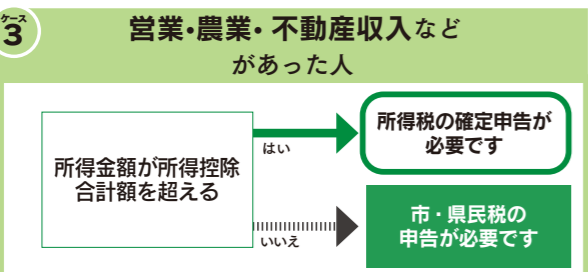 ケース
3
営業・農業・不動産収入など
があった人
所得金額が所得控除
合計額を超える
はい
所得税の確定申告が
必要です
いいえ
市・県民税の
申告が必要です